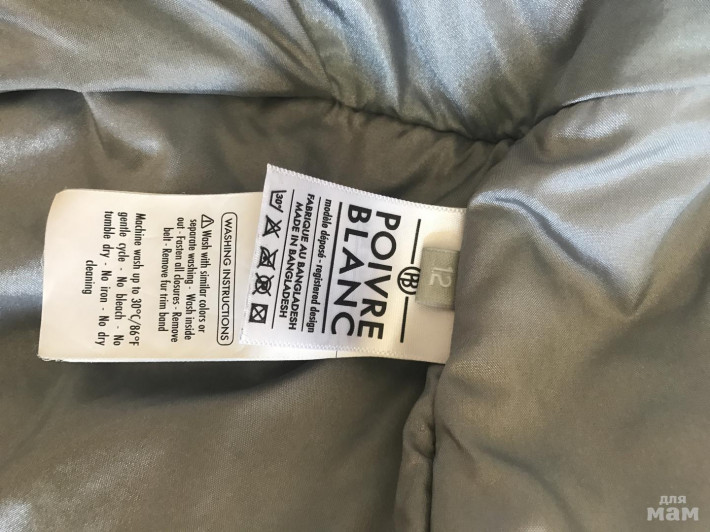 POIVRE
BLANC
12
modèle déposé - registered design
FABRIQUE AU BANGLADESH
MADE IN BANGLADESH
30°
WASHING INSTRUCTIONS
Wash with similar colors or
separate washing - Wash inside
out - Fasten all closures - Remove
belt - Remove fur trim band
Machine wash up to 30°C/86°F
gentle cycle - No bleach - No
tumble dry - No iron - No dry
cleaning
для
мам